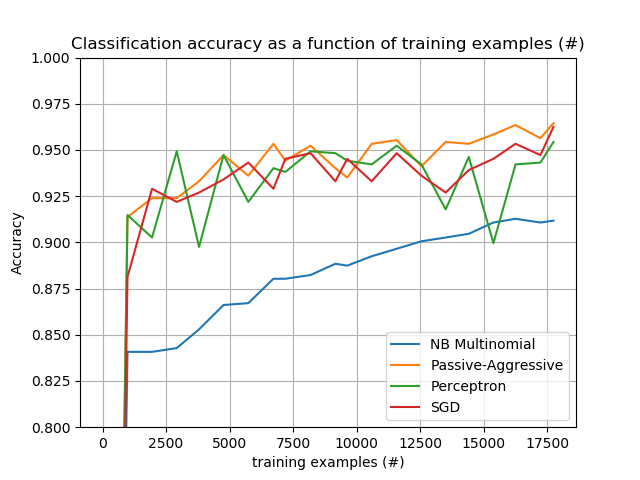 Classification accuracy as a function of training examples (#)
1.000
0.975
0.950
0.925
0.900
0.875
0.850
0.825
0.800
Accuracy
NB Multinomial
Passive-Aggressive
Perceptron
SGD
0 2500 5000 7500 10000 12500 15000 17500
training examples (#)